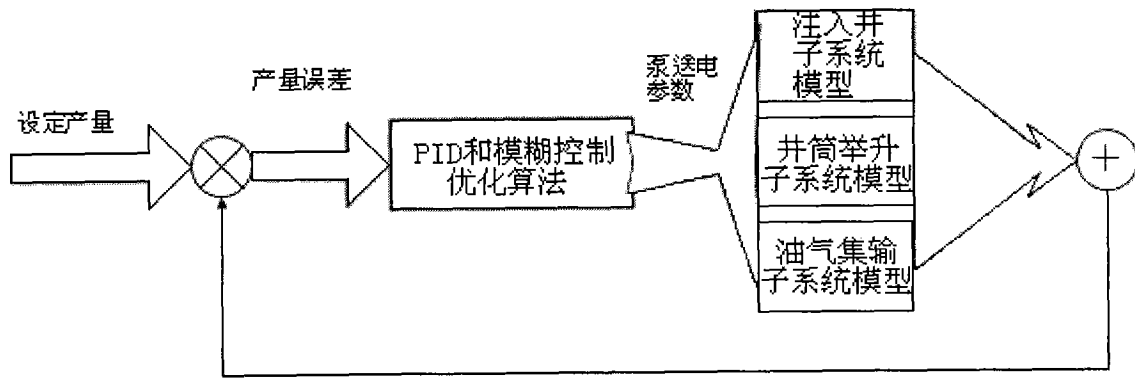 设定产量
产量误差
PID和模糊控制
优化算法
泵送电
参数
注入井
子系统
模型
井筒举升
子系统模型
油气集输
子系统模型